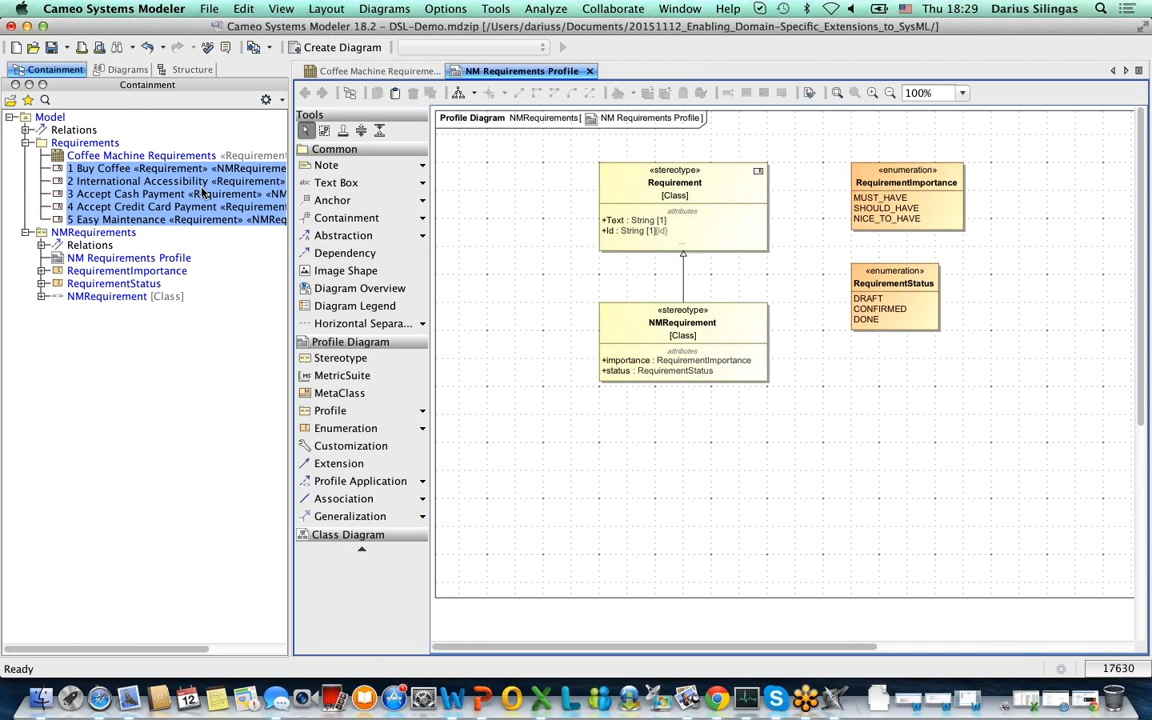 Cameo Systems Modeler File Edit View Layout Diagrams Options Tools Analyze Collaborate Window Help Thu 18:29 Darius Silingas
Cameo Systems Modeler 18.2 - DSL-Demo.mdzip [/Users/dariuss/Documents/20151112_Enabling_Domain-Specific_Extensions_to_SysML/]
Create Diagram
Containment Diagrams Structure
Coffee Machine Requireme... NM Requirements Profile
Containment
100%
Model
Relations
Requirements
Coffee Machine Requirements «Requirement
1 Buy Coffee «Requirement» «NMRequireme
2 International Accessibility «Requirement»
3 Accept Cash Payment «Requirement» «NM
4 Accept Credit Card Payment «Requirement
5 Easy Maintenance «Requirement» «NMReq
NMRequirements
Relations
NM Requirements Profile
RequirementImportance
RequirementStatus
NMRequirement [Class]
Tools
Common
Note
Text Box
Anchor
Containment
Abstraction
Dependency
Image Shape
Diagram Overview
Diagram Legend
Horizontal Separa...
Profile Diagram
Stereotype
MetricSuite
MetaClass
Profile
Enumeration
Customization
Extension
Profile Application
Association
Generalization
Class Diagram
Profile Diagram NMRequirements[ NM Requirements Profile ]
«stereotype»
Requirement
[Class]
attributes
+Text : String [1]
+Id : String [1]{id}
...
«stereotype»
NMRequirement
[Class]
attributes
+importance : RequirementImportance
+status : RequirementStatus
«enumeration»
RequirementImportance
MUST_HAVE
SHOULD_HAVE
NICE_TO_HAVE
«enumeration»
RequirementStatus
DRAFT
CONFIRMED
DONE
Ready
17630